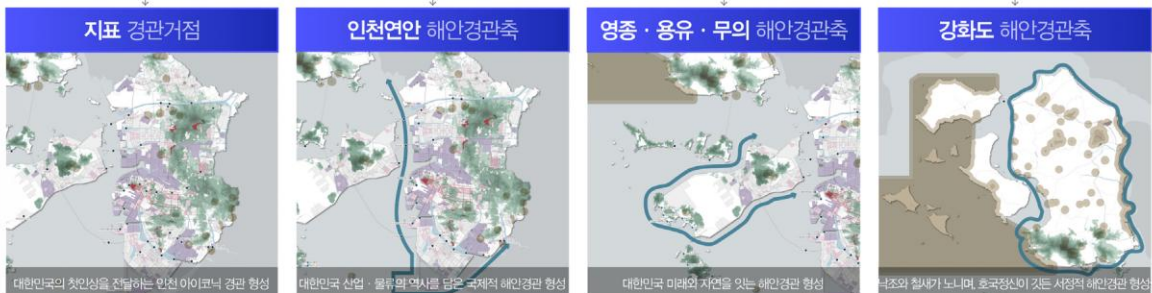 지표 경관거점
인천연안 해안경관축
영종 · 용유 · 무의 해안경관축
강화도 해안경관축
대한민국의 첫인상을 전달하는 인천 아이코닉 경관 형성
대한민국 산업 · 물류의 역사를 담은 국제적 해안경관 형성
대한민국 미래와 자연을 잇는 해안경관 형성
낙조와 철새가 노니며, 호국정신이 깃든 서정적 해안경관 형성